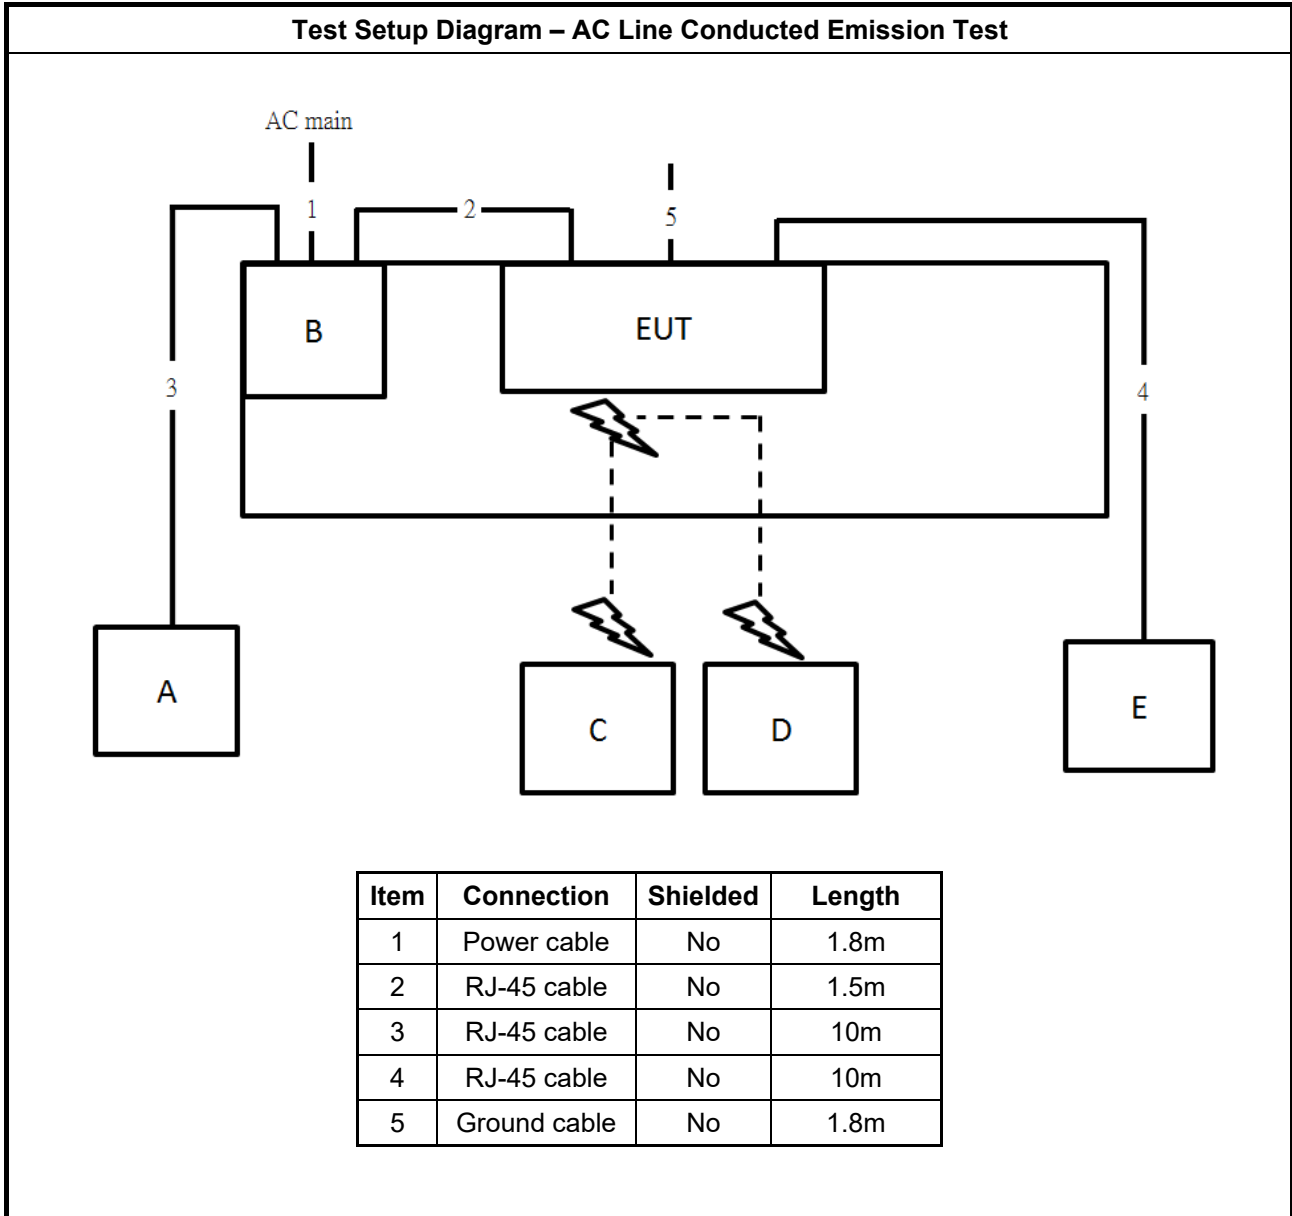 Test Setup Diagram – AC Line Conducted Emission Test
AC main
1
2
5
3
B
EUT
4
A
C
D
E
Item Connection Shielded Length
1 Power cable No 1.8m
2 RJ-45 cable No 1.5m
3 RJ-45 cable No 10m
4 RJ-45 cable No 10m
5 Ground cable No 1.8m